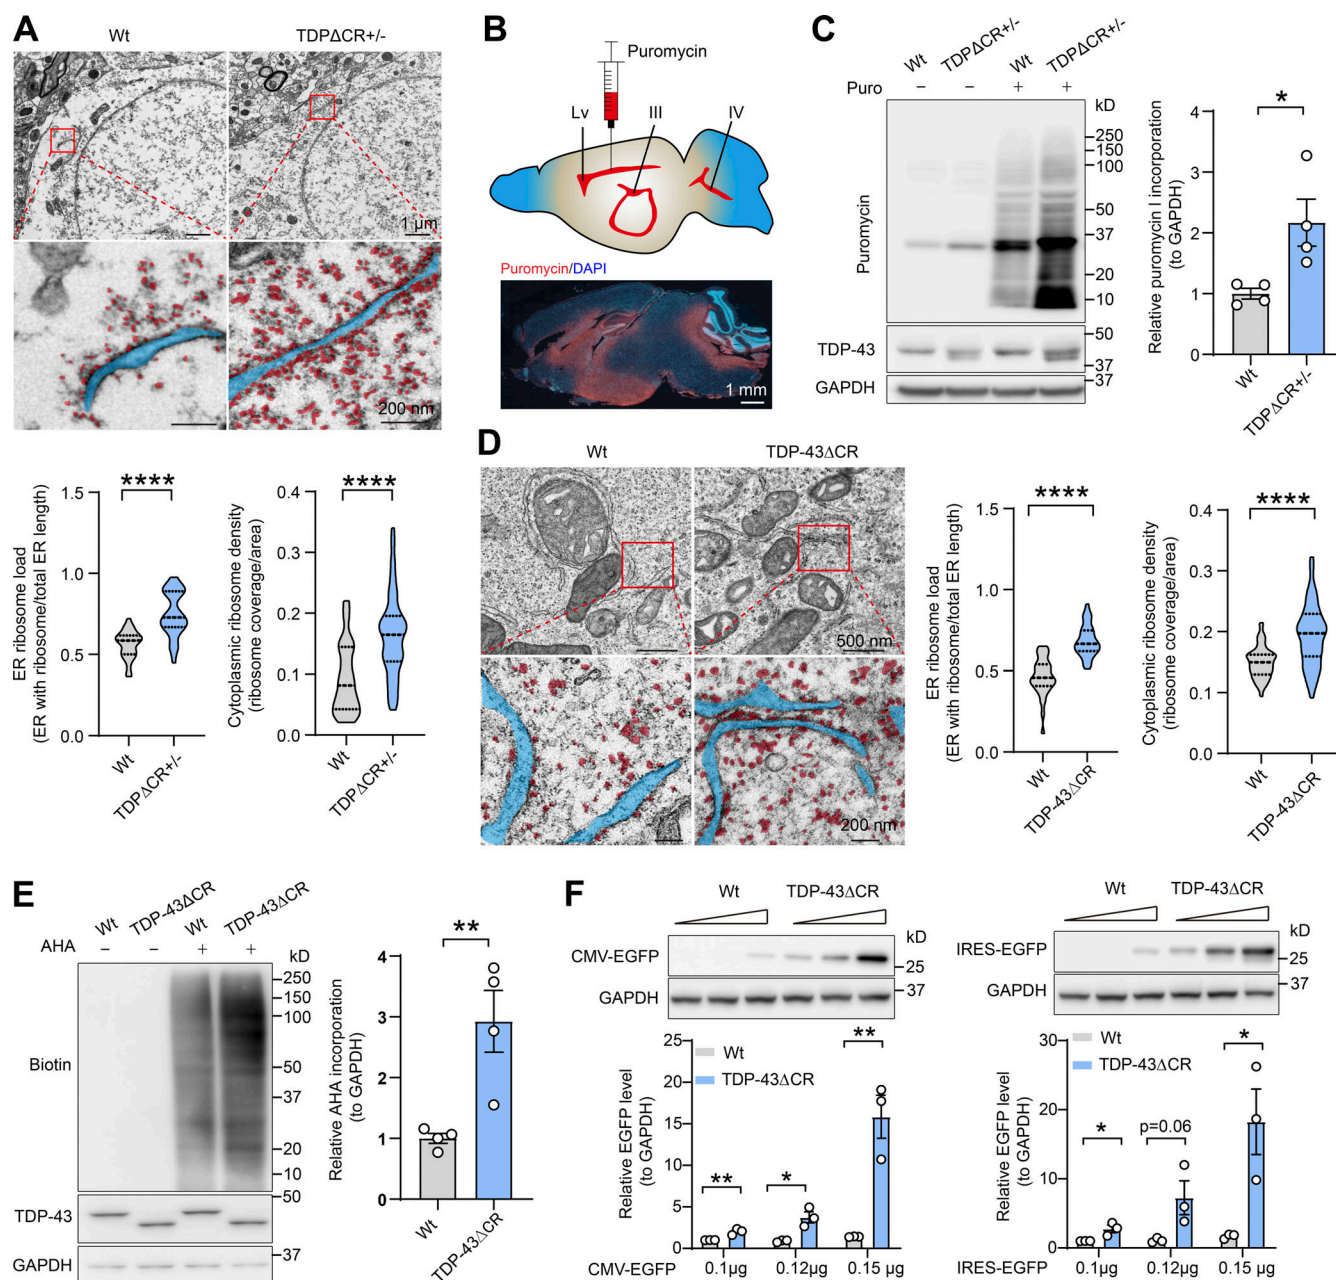 A
Wt
TDPΔCR+/-
1 µm
200 nm
ER ribosome load
(ER with ribosome/total ER length)
1.5
1.0
0.5
0.0
****
Wt
TDPΔCR+/-
Cytoplasmic ribosome density
(ribosome coverage/area)
0.4
0.3
0.2
0.1
0.0
****
Wt
TDPΔCR+/-
B
Puromycin
Lv
III
IV
Puromycin/DAPI
1 mm
C
Wt
TDPΔCR+/-
Wt
TDPΔCR+/-
Puro
−
−
+
+
kD
250
150
100
50
37
20
10
Puromycin
TDP-43
50
37
GAPDH
37
Relative puromycin I incorporation
(to GAPDH)
4
3
2
1
0
*
Wt
TDPΔCR+/-
D
Wt
TDP-43ΔCR
500 nm
200 nm
ER ribosome load
(ER with ribosome/total ER length)
1.5
1.0
0.5
0.0
****
Wt
TDP-43ΔCR
Cytoplasmic ribosome density
(ribosome coverage/area)
0.4
0.3
0.2
0.1
0.0
****
Wt
TDP-43ΔCR
E
Wt
TDP-43ΔCR
Wt
TDP-43ΔCR
AHA
−
−
+
+
kD
250
150
100
50
37
20
10
Biotin
TDP-43
50
GAPDH
37
Relative AHA incorporation
(to GAPDH)
4
3
2
1
0
**
Wt
TDP-43ΔCR
F
Wt
TDP-43ΔCR
kD
CMV-EGFP
25
GAPDH
37
Relative EGFP level
(to GAPDH)
25
20
15
10
5
0
Wt
TDP-43ΔCR
**
*
**
CMV-EGFP
0.1µg
0.12µg
0.15 µg
Wt
TDP-43ΔCR
kD
IRES-EGFP
25
GAPDH
37
Relative EGFP level
(to GAPDH)
30
20
10
0
Wt
TDP-43ΔCR
*
p=0.06
*
IRES-EGFP
0.1µg
0.12µg
0.15 µg